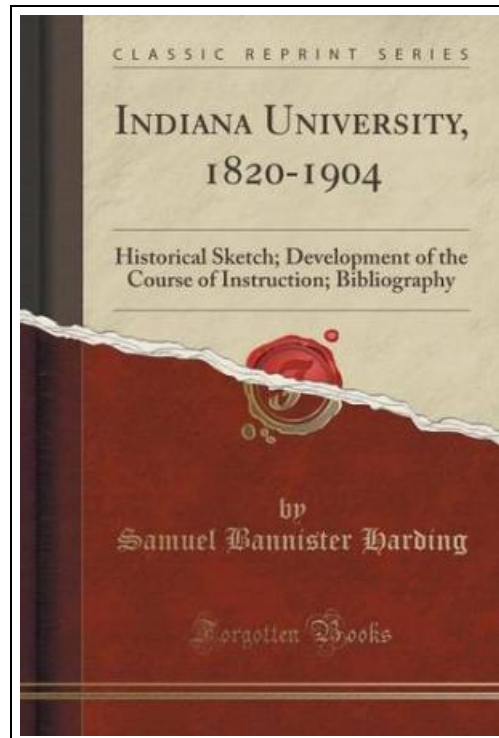 CLASSIC REPRINT SERIES
INDIANA UNIVERSITY,
1820-1904
Historical Sketch; Development of the
Course of Instruction; Bibliography
by
Samuel Bannister Harding
Forgotten Books